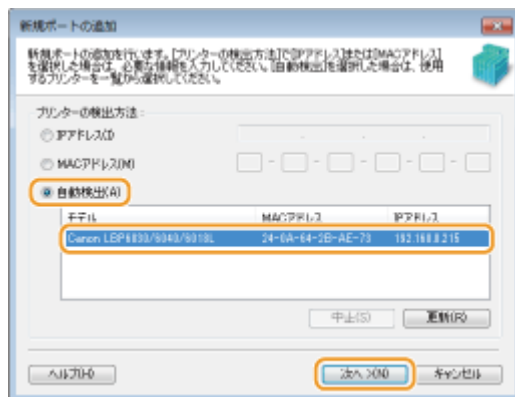 新規ポートの追加
新規ポートの追加を行います。[プリンターの検出方法]で[IPアドレス]または[MACアドレス]
を選択した場合は、必要な情報を入力してください。[自動検出]を選択した場合は、使用
するプリンターを一覧から選択してください。
プリンターの検出方法:
IPアドレス(I)
MACアドレス(M)
自動検出(A)
モデル MACアドレス IPアドレス
Canon LBP6030/6040/6018L 24-0A-64-2B-AE-73 192.168.0.215
中止(S) 更新(R)
ヘルプ(H) 次へ >(N) キャンセル